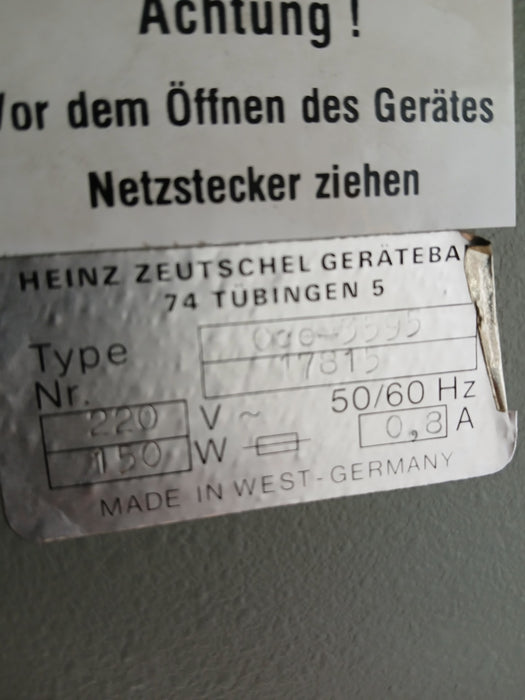 Achtung !
Vor dem Öffnen des Gerätes
Netzstecker ziehen
HEINZ ZEUTSCHEL GERÄTEBA
74 TÜBINGEN 5
Type
Nr. 17815
50/60 Hz
220 V ~
150 W 0,8 A
MADE IN WEST-GERMANY